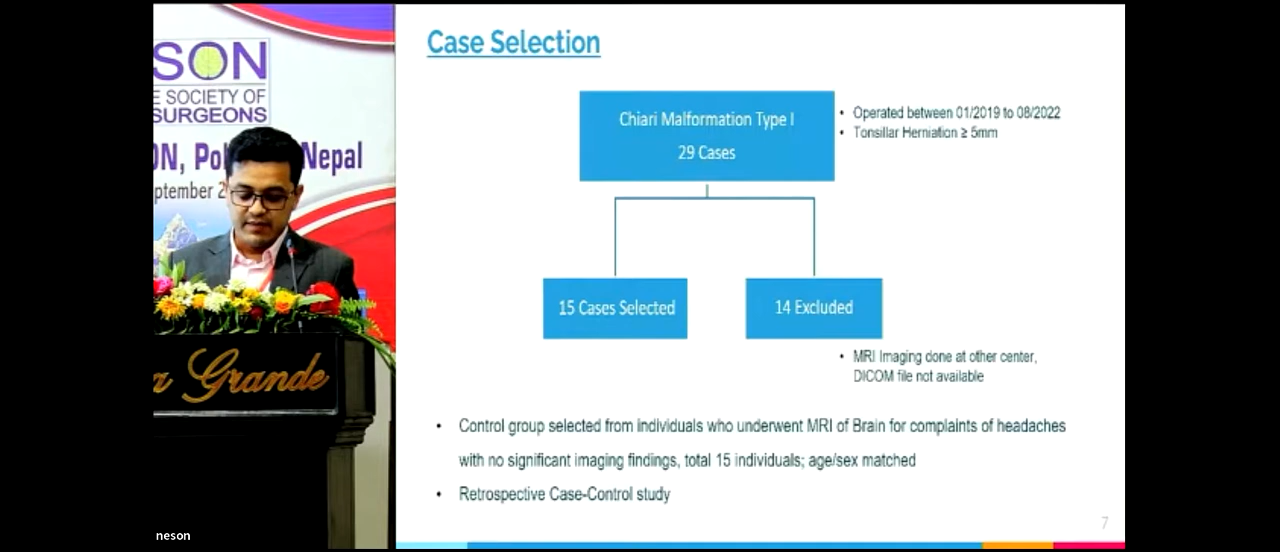 SON
E SOCIETY OF
SURGEONS
ON, Po Nepal
ptember 2
a Grande
neson
Case Selection
Chiari Malformation Type I
29 Cases
• Operated between 01/2019 to 08/2022
• Tonsillar Herniation ≥ 5mm
15 Cases Selected
14 Excluded
• MRI Imaging done at other center,
DICOM file not available
• Control group selected from individuals who underwent MRI of Brain for complaints of headaches
with no significant imaging findings, total 15 individuals; age/sex matched
• Retrospective Case-Control study
7